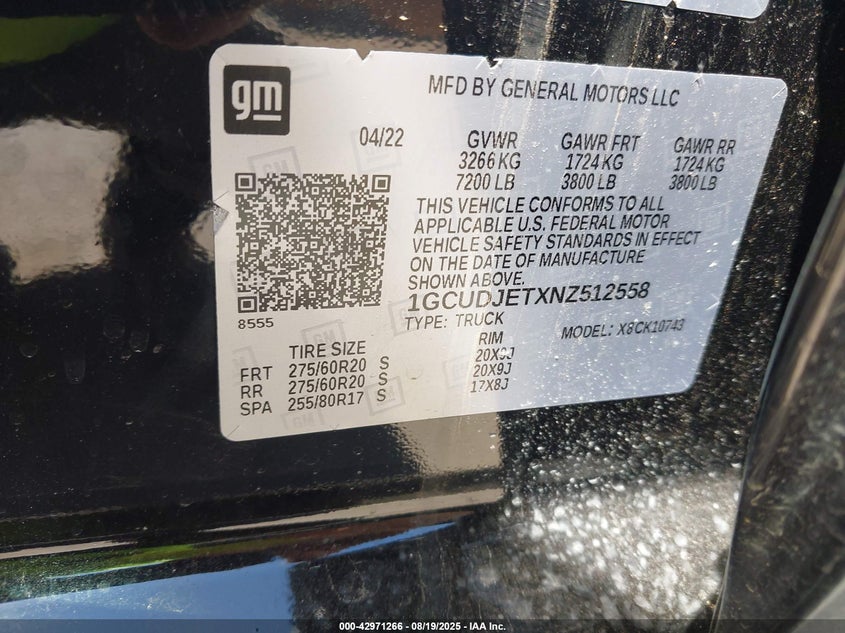 gm
MFD BY GENERAL MOTORS LLC
04/22
GVWR GAWR FRT GAWR RR
3266 KG 1724 KG 1724 KG
7200 LB 3800 LB 3800 LB
THIS VEHICLE CONFORMS TO ALL
APPLICABLE U.S. FEDERAL MOTOR
VEHICLE SAFETY STANDARDS IN EFFECT
ON THE DATE OF MANUFACTURE
SHOWN ABOVE.
1GCUDJETXNZ512558
8555
TYPE: TRUCK MODEL: X8CK10743
TIRE SIZE RIM
FRT 275/60R20 S 20X9J
RR 275/60R20 S 20X9J
SPA 255/80R17 S 17X8J
000-42971266 - 08/19/2025 - IAA Inc.